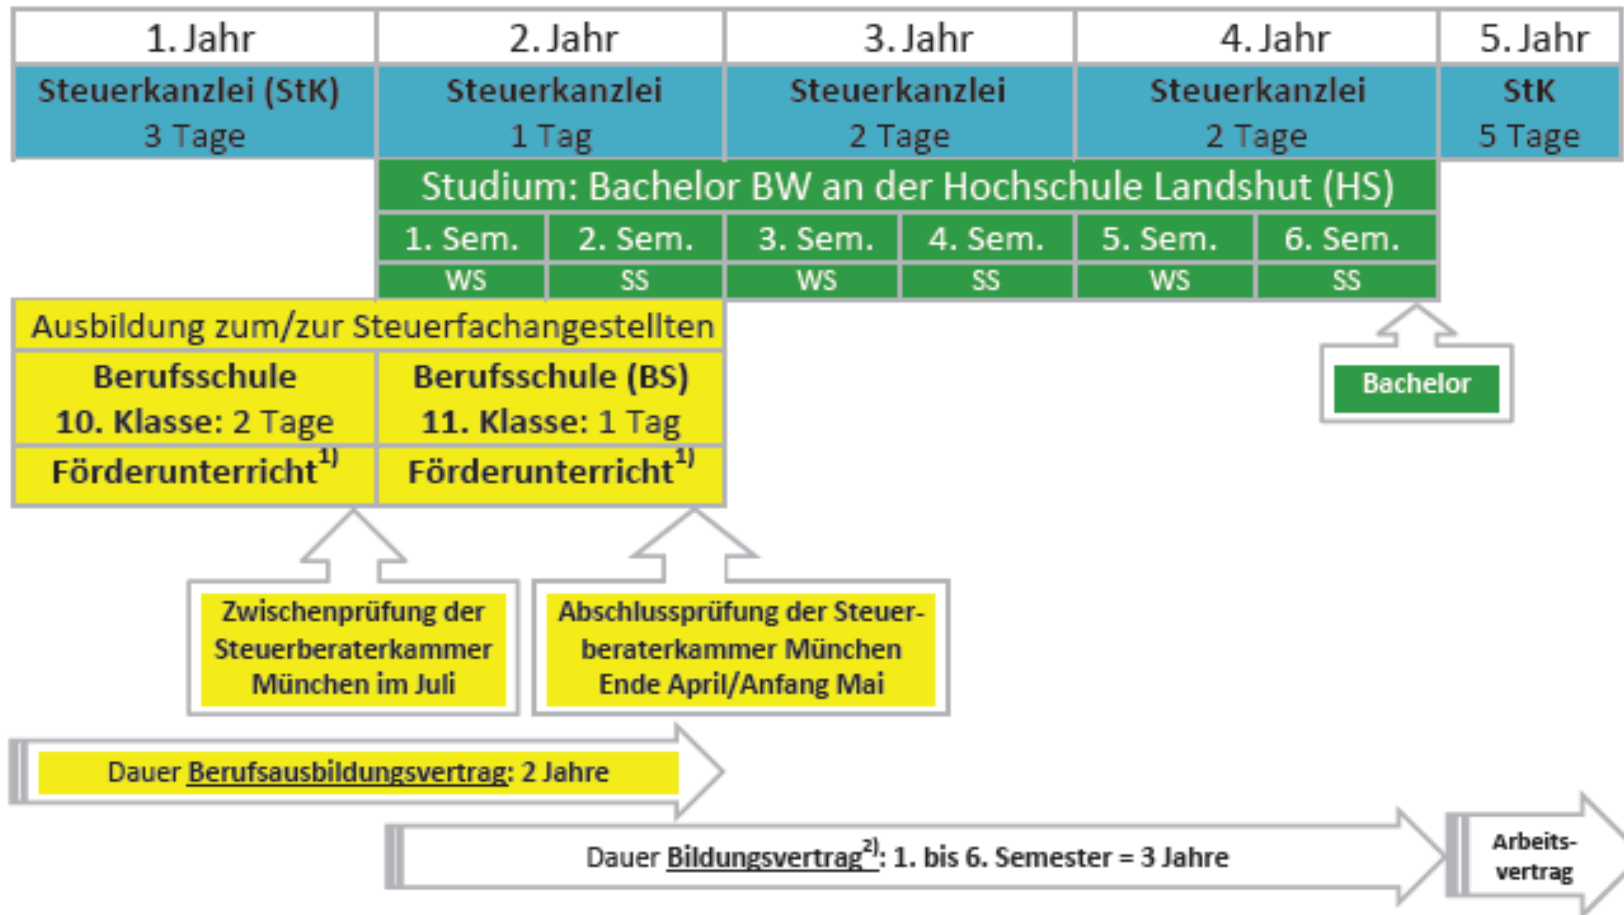 1. Jahr
2. Jahr
3. Jahr
4. Jahr
5. Jahr
Steuerkanzlei (StK)
3 Tage
Steuerkanzlei
1 Tag
Steuerkanzlei
2 Tage
Steuerkanzlei
2 Tage
StK
5 Tage
Studium: Bachelor BW an der Hochschule Landshut (HS)
1. Sem.
2. Sem.
3. Sem.
4. Sem.
5. Sem.
6. Sem.
WS
SS
WS
SS
WS
SS
Ausbildung zum/zur Steuerfachangestellten
Berufsschule
10. Klasse: 2 Tage
Berufsschule (BS)
11. Klasse: 1 Tag
Förderunterricht1)
Förderunterricht1)
Bachelor
Zwischenprüfung der
Steuerberaterkammer
München im Juli
Abschlussprüfung der Steuer-
beraterkammer München
Ende April/Anfang Mai
Dauer Berufsausbildungsvertrag: 2 Jahre
Dauer Bildungsvertrag2): 1. bis 6. Semester = 3 Jahre
Arbeits-
vertrag